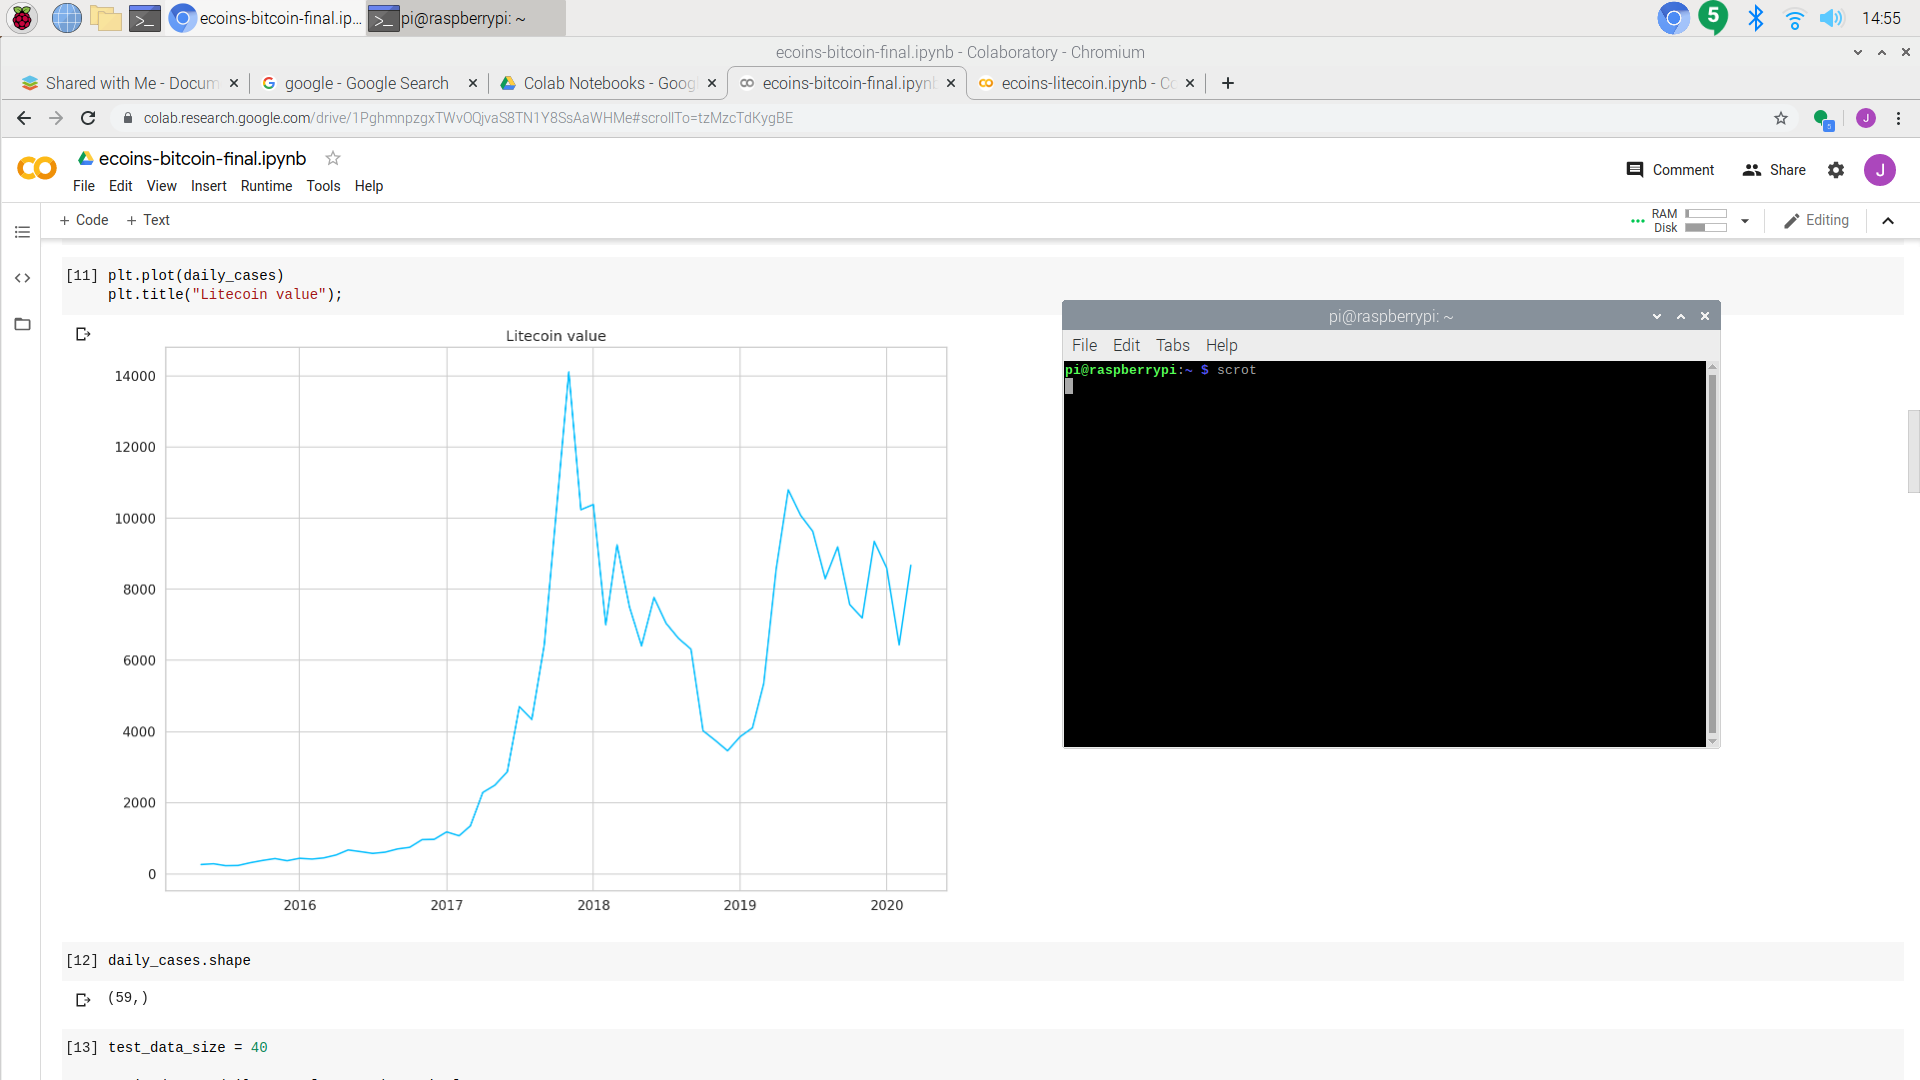 ecoins-bitcoin-final.ip...
pi@raspberrypi: ~
5
14:55
ecoins-bitcoin-final.ipynb - Colaboratory - Chromium
Shared with Me - Docum
google - Google Search
Colab Notebooks - Goog
ecoins-bitcoin-final.ipynb
ecoins-litecoin.ipynb - Co
colab.research.google.com/drive/1PghmnpzgxTWvOQjvaS8TN1Y8SsAaWHMe#scrollTo=tzMzcTdKygBE
J
ecoins-bitcoin-final.ipynb
File Edit View Insert Runtime Tools Help
Comment
Share
J
+ Code + Text
RAM
Disk
Editing
[11] plt.plot(daily_cases)
plt.title("Litecoin value");
Litecoin value
14000
12000
10000
8000
6000
4000
2000
0
2016 2017 2018 2019 2020
pi@raspberrypi: ~
File Edit Tabs Help
pi@raspberrypi:~ $ scrot
[12] daily_cases.shape
(59,)
[13] test_data_size = 40